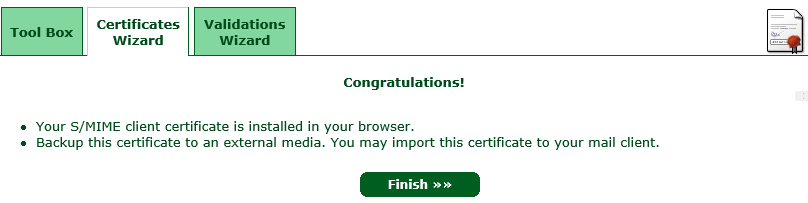 Tool Box
Certificates
Wizard
Validations
Wizard
Congratulations!
Your S/MIME client certificate is installed in your browser.
Backup this certificate to an external media. You may import this certificate to your mail client.
Finish »»